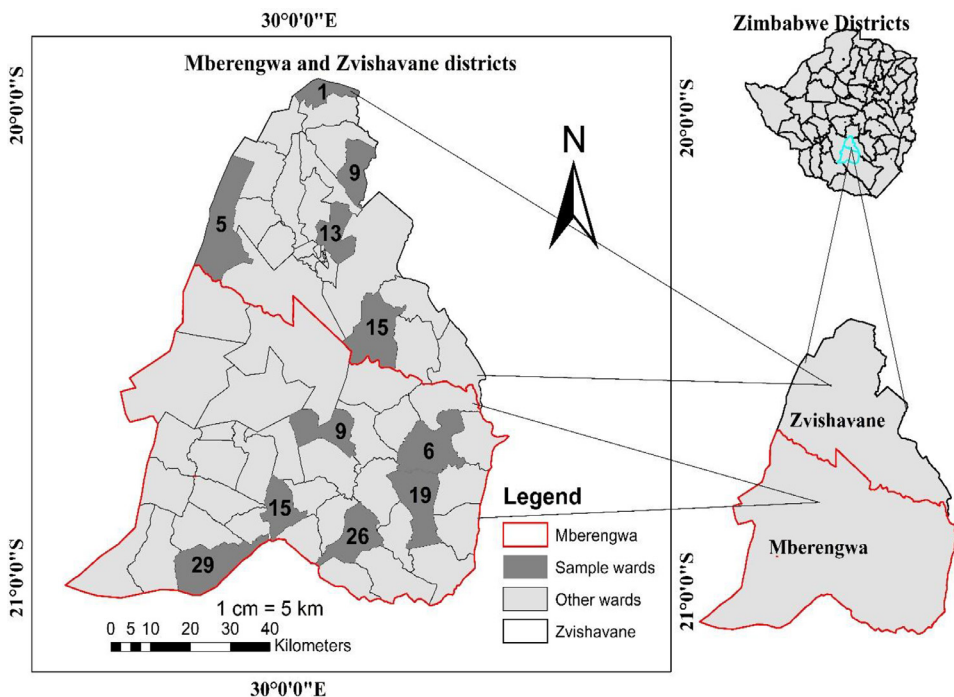 30°0'0"E
Zimbabwe Districts
Mberengwa and Zvishavane districts
20°0'0"S
20°0'0"S
1
N
9
5
13
15
Zvishavane
9
6
19
Legend
15
Mberengwa
26
Sample wards
Mberengwa
29
Other wards
21°0'0"S
21°0'0"S
1 cm = 5 km
Zvishavane
0 5 10 20 30 40
Kilometers
30°0'0"E